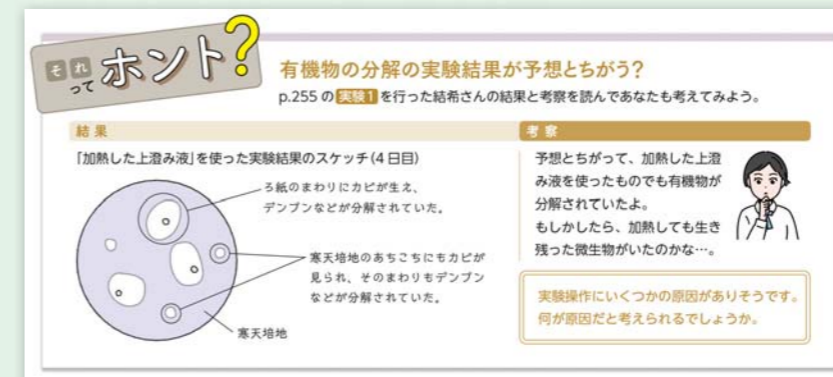 それって ホント?
有機物の分解の実験結果が予想とちがう?
p.255 の 実験1 を行った結希さんの結果と考察を読んであなたも考えてみよう。
結果
「加熱した上澄み液」を使った実験結果のスケッチ(4日目)
ろ紙のまわりにカビが生え、
デンプンなどが分解されていた。
寒天培地のあちこちにもカビが
見られ、そのまわりもデンプン
などが分解されていた。
寒天培地
考察
予想とちがって、加熱した上澄
み液を使ったものでも有機物が
分解されていたよ。
もしかしたら、加熱しても生き
残った微生物がいたのかな…。
実験操作にいくつかの原因がありそうです。
何が原因だと考えられるでしょうか。